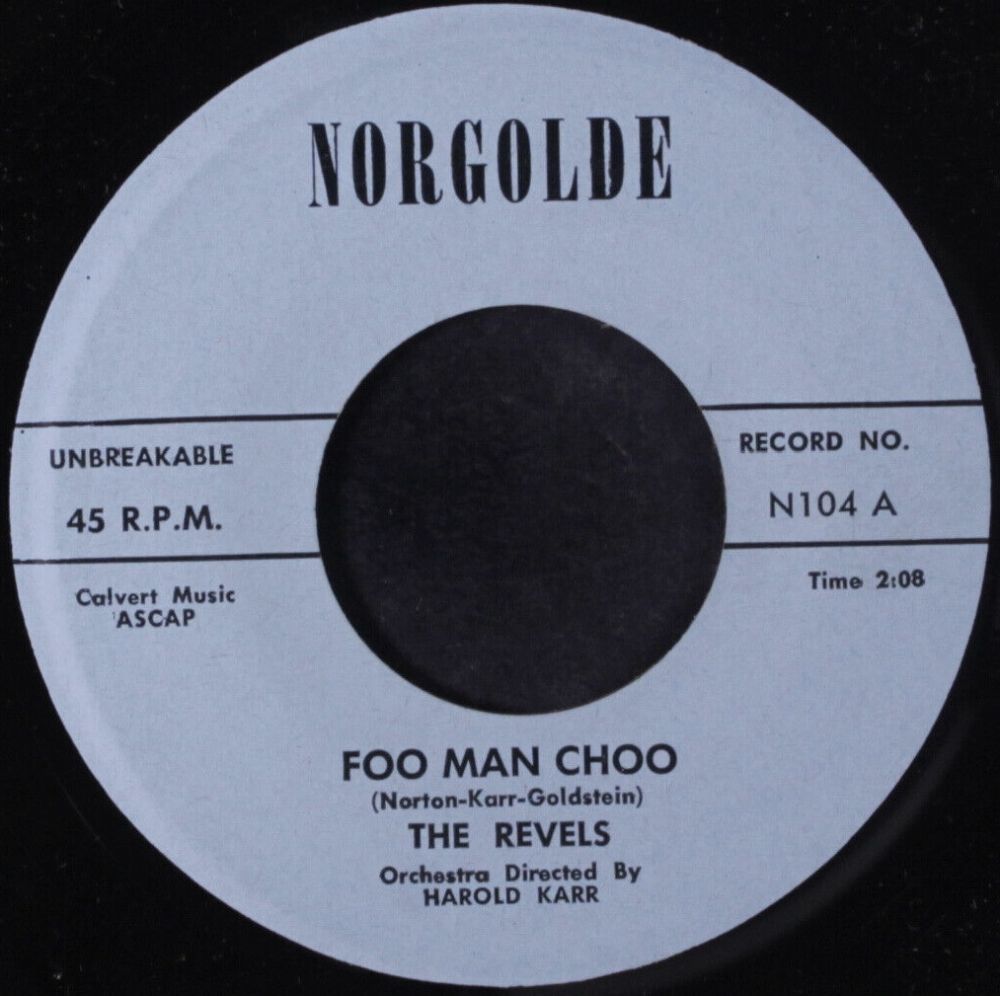 NORGOLDE
UNBREAKABLE
45 R.P.M.
RECORD NO.
N104 A
Calvert Music
ASCAP
Time 2:08
FOO MAN CHOO
(Norton-Karr-Goldstein)
THE REVELS
Orchestra Directed By
HAROLD KARR